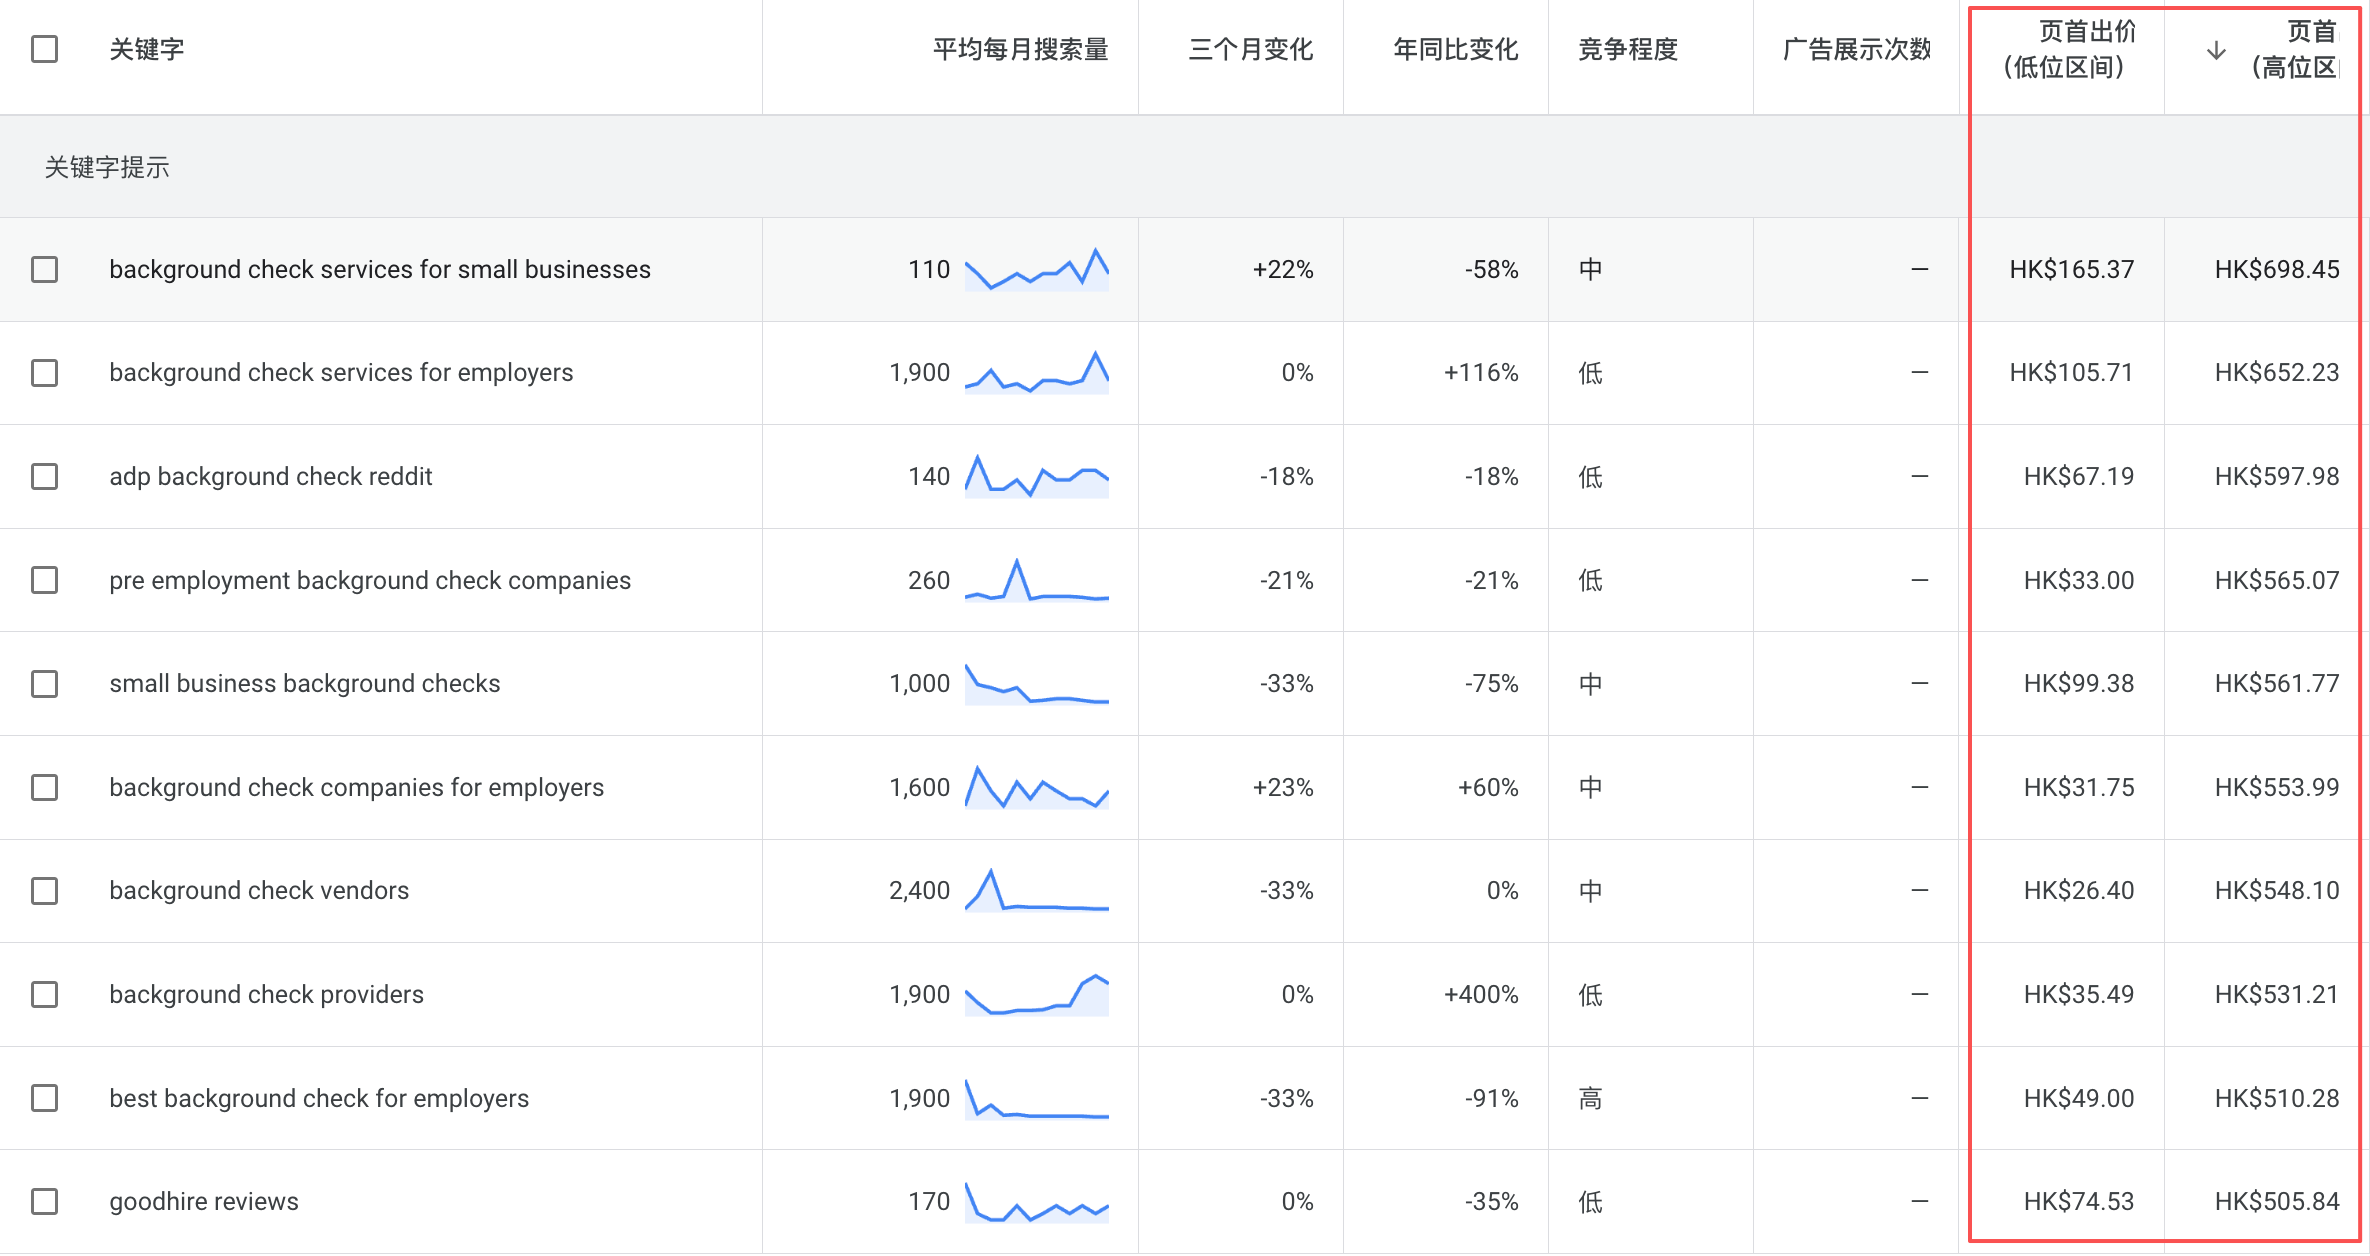 关键字 平均每月搜索量 三个月变化 年同比变化 竞争程度 广告展示次数 页首出价 页首
(低位区间) (高位区
关键字提示
background check services for small businesses 110 +22% -58% 中 — HK$165.37 HK$698.45
background check services for employers 1,900 0% +116% 低 — HK$105.71 HK$652.23
adp background check reddit 140 -18% -18% 低 — HK$67.19 HK$597.98
pre employment background check companies 260 -21% -21% 低 — HK$33.00 HK$565.07
small business background checks 1,000 -33% -75% 中 — HK$99.38 HK$561.77
background check companies for employers 1,600 +23% +60% 中 — HK$31.75 HK$553.99
background check vendors 2,400 -33% 0% 中 — HK$26.40 HK$548.10
background check providers 1,900 0% +400% 低 — HK$35.49 HK$531.21
best background check for employers 1,900 -33% -91% 高 — HK$49.00 HK$510.28
goodhire reviews 170 0% -35% 低 — HK$74.53 HK$505.84